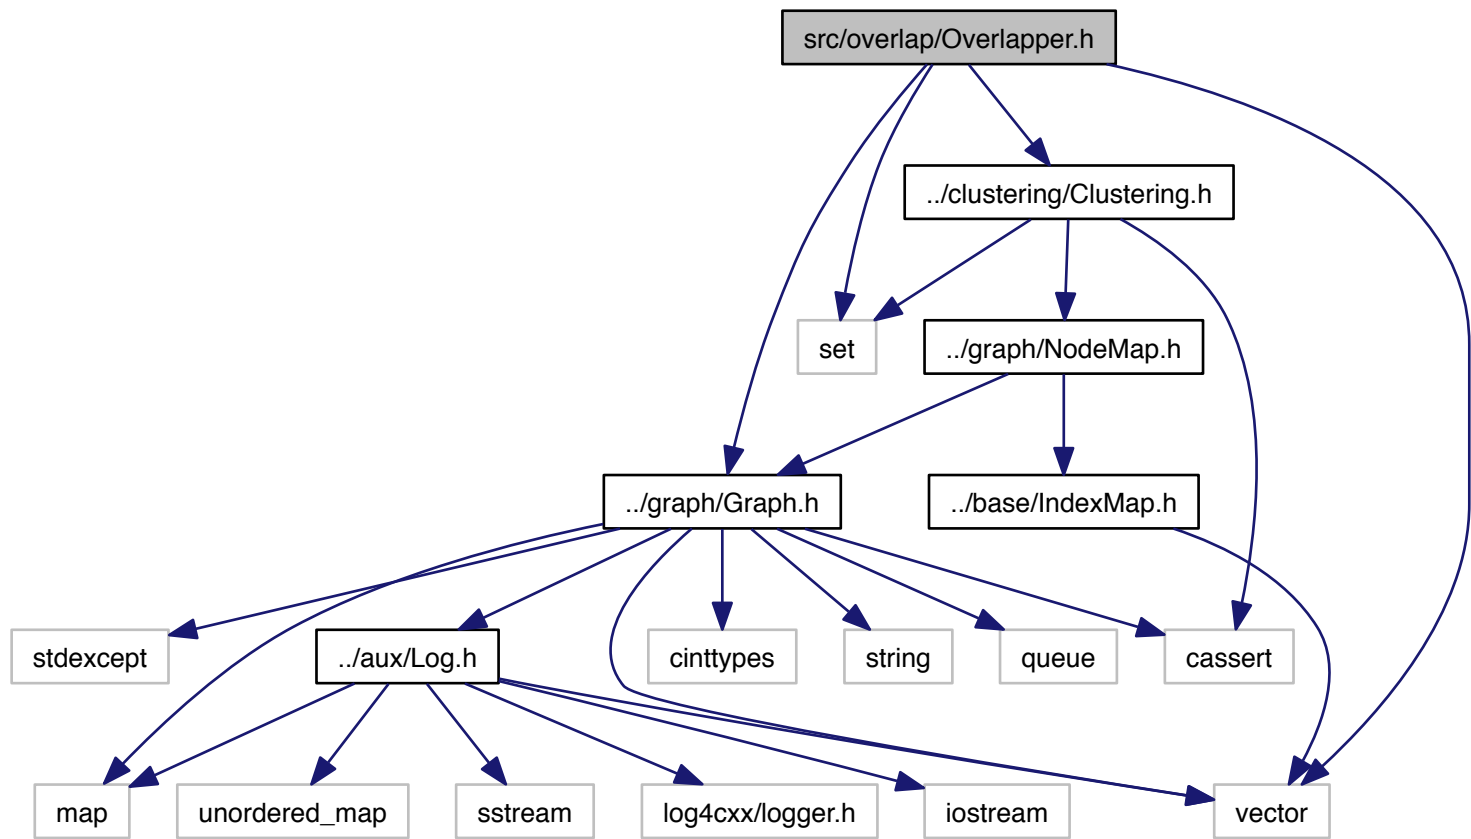 src/overlap/Overlapper.h
../clustering/Clustering.h
set
../graph/NodeMap.h
../graph/Graph.h
../base/IndexMap.h
stdexcept
../aux/Log.h
cinttypes
string
queue
cassert
map
unordered_map
sstream
log4cxx/logger.h
iostream
vector